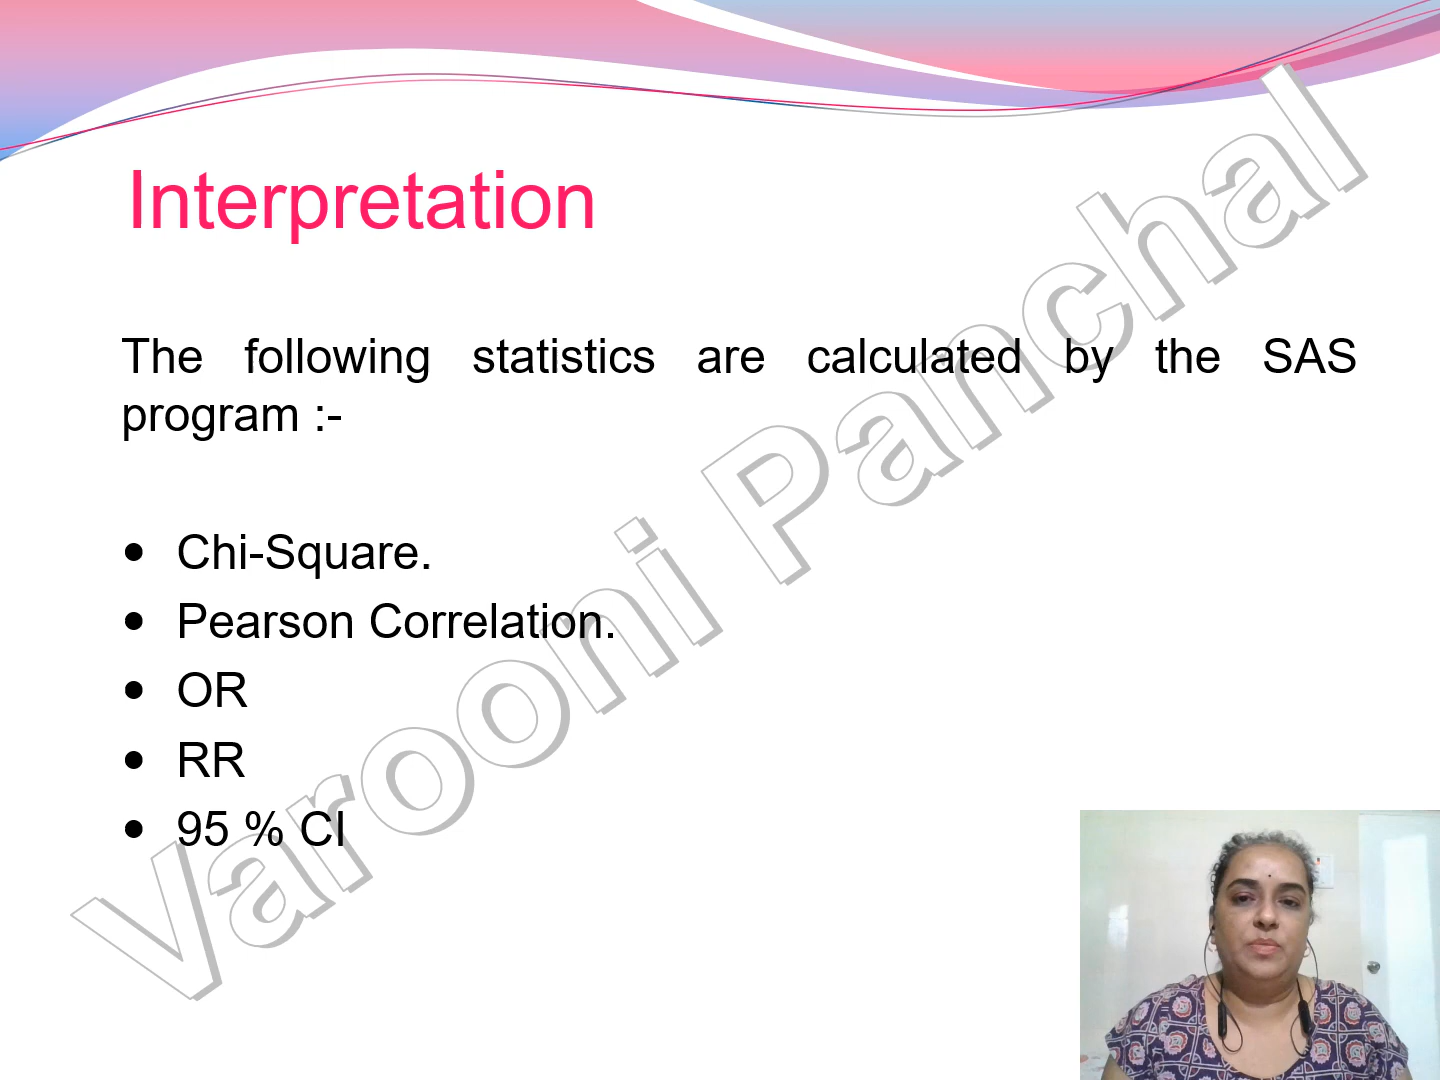 Interpretation
The following statistics are calculated by the SAS
program :-
• Chi-Square.
• Pearson Correlation.
• OR
• RR
• 95 % CI
Varooni Panchal